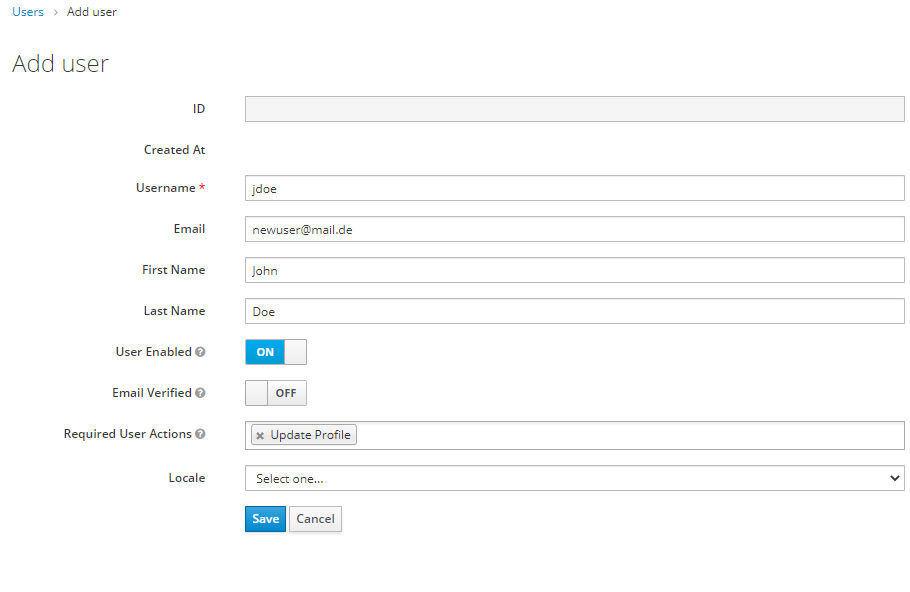 Users > Add user
Add user
ID
Created At
Username *
jdoe
Email
newuser@mail.de
First Name
John
Last Name
Doe
User Enabled ?
ON
Email Verified ?
OFF
Required User Actions ?
× Update Profile
Locale
Select one...
Save Cancel